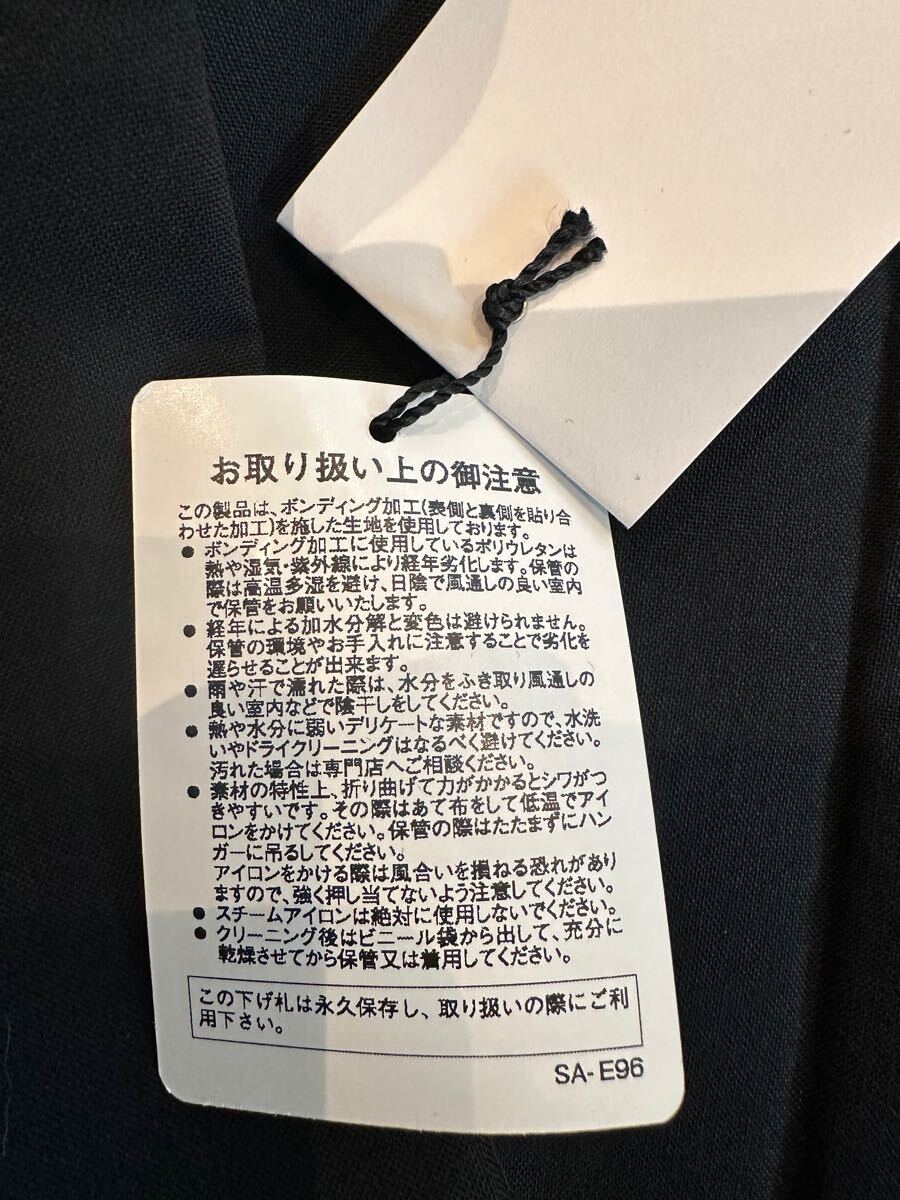 お取り扱い上の御注意
この製品は、ボンディング加工(表側と裏側を貼り合
わせた加工)を施した生地を使用しております。
● ボンディング加工に使用しているポリウレタンは
熱や湿気・紫外線により経年劣化します。保管の
際は高温多湿を避け、日陰で風通しの良い室内
で保管をお願いいたします。
● 経年による加水分解と変色は避けられません。
保管の環境やお手入れに注意することで劣化を
遅らせることが出来ます。
● 雨や汗で濡れた際は、水分をふき取り風通しの
良い室内などで陰干しをしてください。
● 熱や水分に弱いデリケートな素材ですので、水洗
いやドライクリーニングはなるべく避けてください。
汚れた場合は専門店へご相談ください。
● 素材の特性上、折り曲げて力がかかるとシワがつ
きやすいです。その際はあて布をして低温でアイ
ロンをかけてください。保管の際はたたまずにハン
ガーに吊るしてください。
アイロンをかける際は風合いを損ねる恐れがあり
ますので、強く押し当てないよう注意してください。
● スチームアイロンは絶対に使用しないでください。
● クリーニング後はビニール袋から出して、充分に
乾燥させてから保管又は着用してください。
この下げ札は永久保存し、取り扱いの際にご利
用下さい。
SA-E96